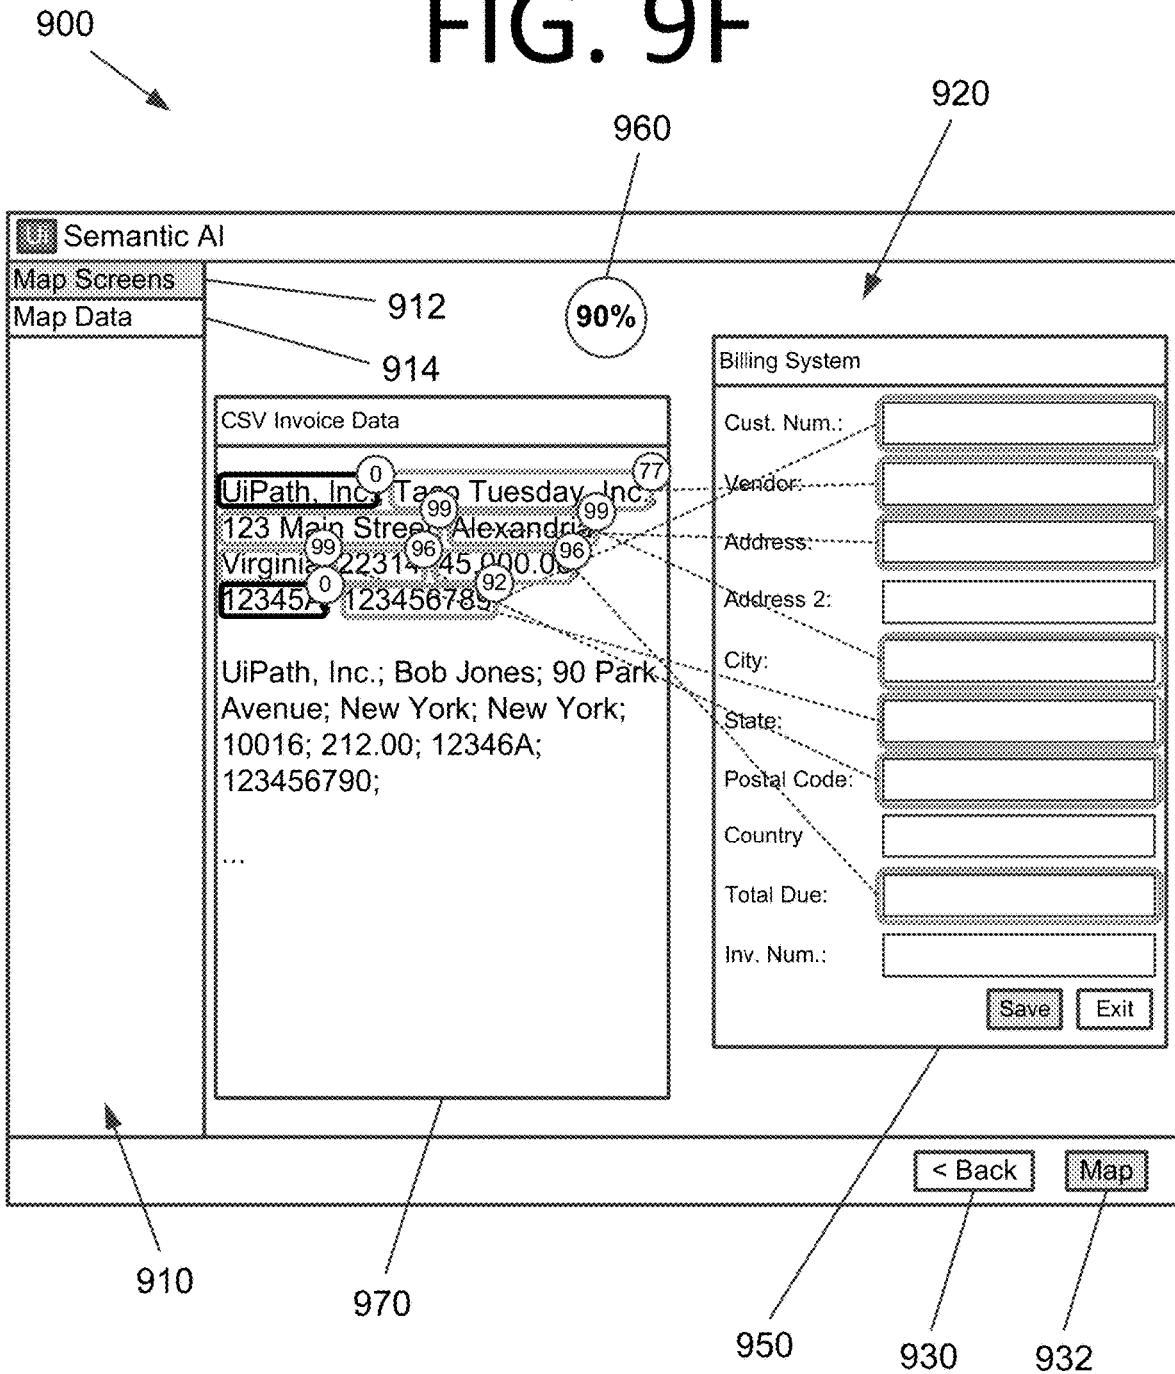 FIG. 9F
900
960
920
Ui Semantic AI
Map Screens
Map Data
912
914
90%
CSV Invoice Data
0
77
UiPath, Inc. Taco Tuesday, Inc.
99
99
123 Main Street Alexandria
99
96
96
Virginia 22314 45,000.00
0
92
12345A 123456789
UiPath, Inc.; Bob Jones; 90 Park
Avenue; New York; New York;
10016; 212.00; 12346A;
123456790;
...
Billing System
Cust. Num.:
Vendor:
Address:
Address 2:
City:
State:
Postal Code:
Country
Total Due:
Inv. Num.:
Save
Exit
< Back
Map
910
970
950
930
932